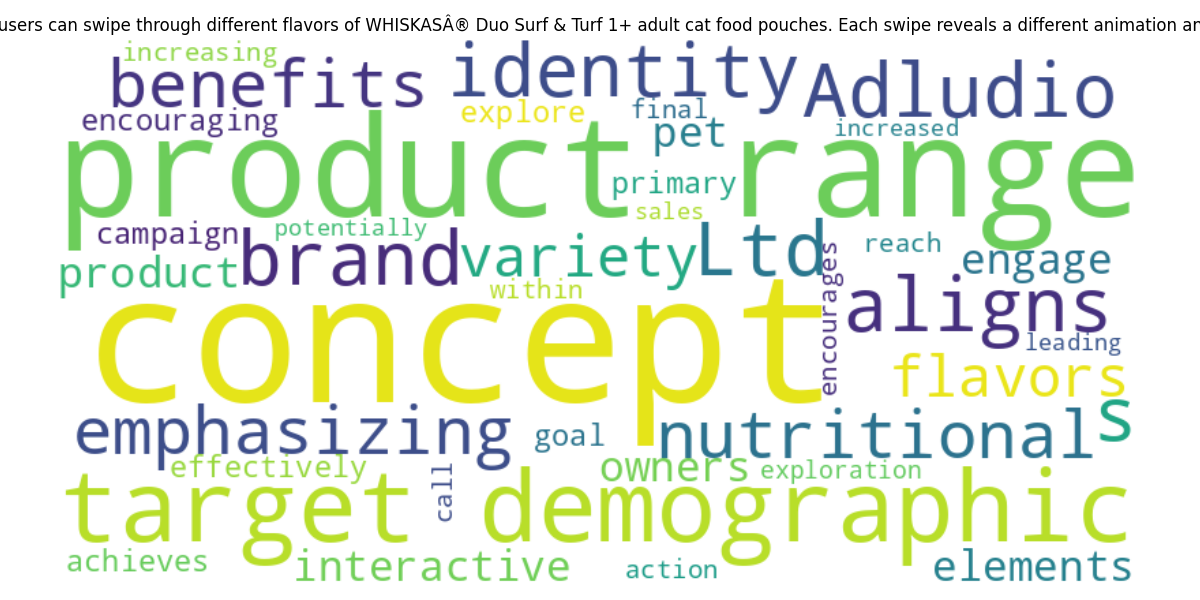 users can swipe through different flavors of WHISKASÂ® Duo Surf & Turf 1+ adult cat food pouches. Each swipe reveals a different animation an
increasing
benefits
identity
Adludio
encouraging
explore
final
pet
increased
product range
primary
sales
campaign
potentially
brand
variety
Ltd
reach
product
within
encourages
engage
aligns
concept
leading
flavors
emphasizing
goal
nutritional
s
effectively
call
owners
exploration
target demographic
achieves
interactive
action
elements